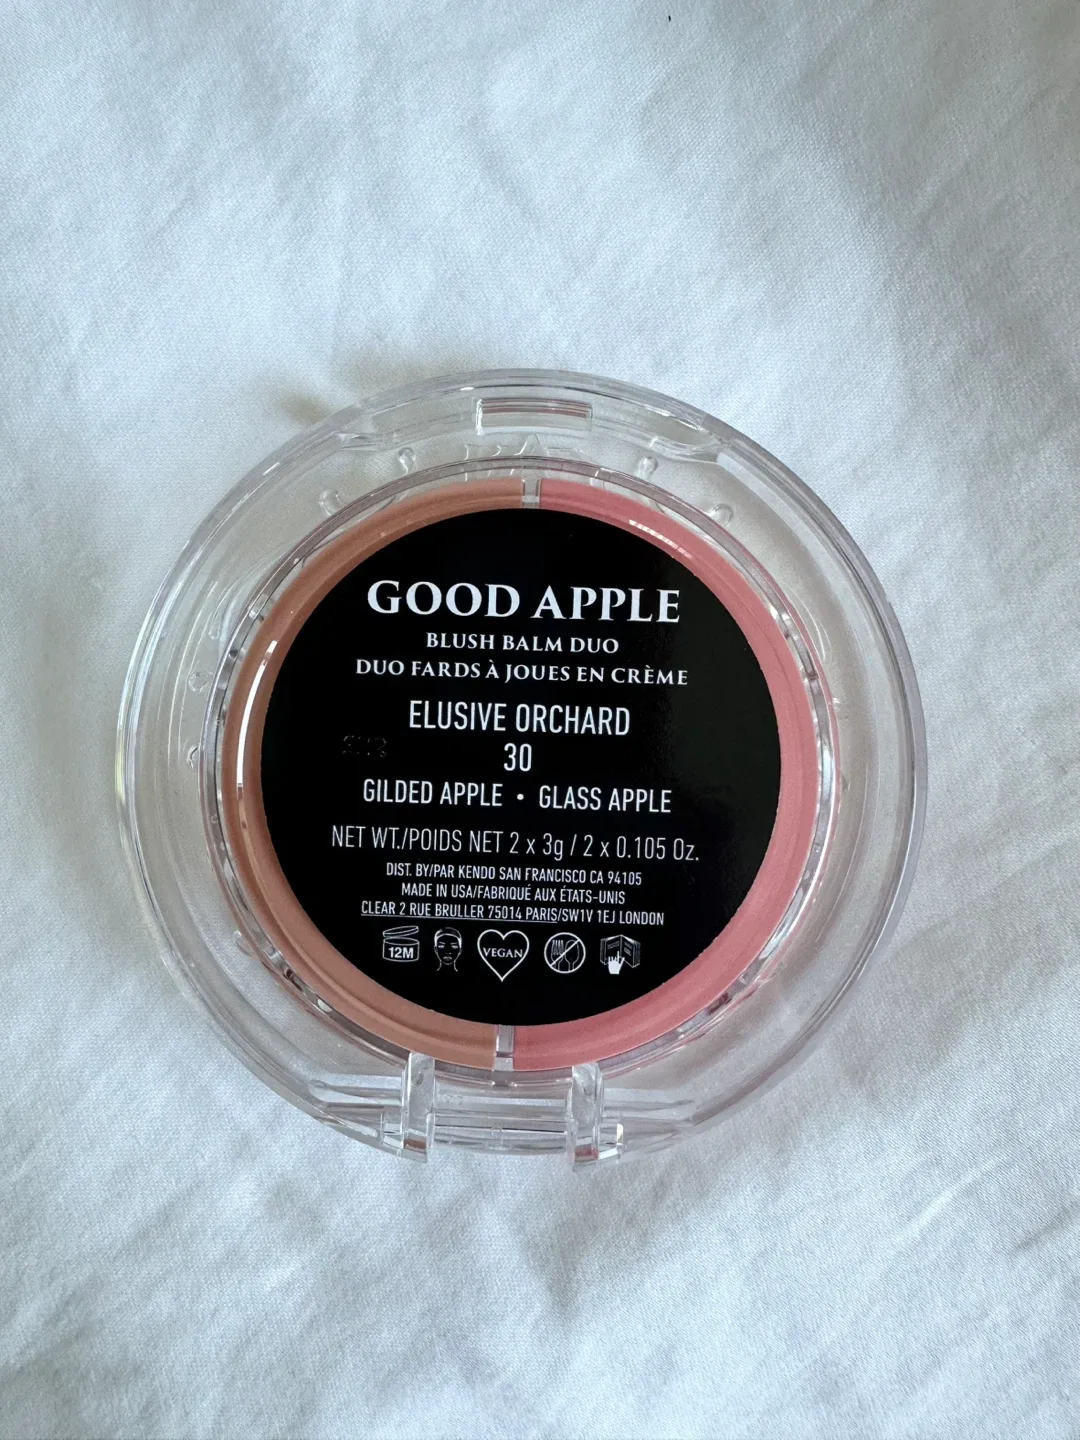 GOOD APPLE
BLUSH BALM DUO
DUO FARDS À JOUES EN CRÈME
ELUSIVE ORCHARD
30
GILDED APPLE • GLASS APPLE
NET WT./POIDS NET 2 x 3g / 2 x 0.105 Oz.
DIST. BY/PAR KENDO SAN FRANCISCO CA 94105
MADE IN USA/FABRIQUÉ AUX ÉTATS-UNIS
CLEAR 2 RUE BRULLER 75014 PARIS/SW1V 1EJ LONDON
12M
VEGAN